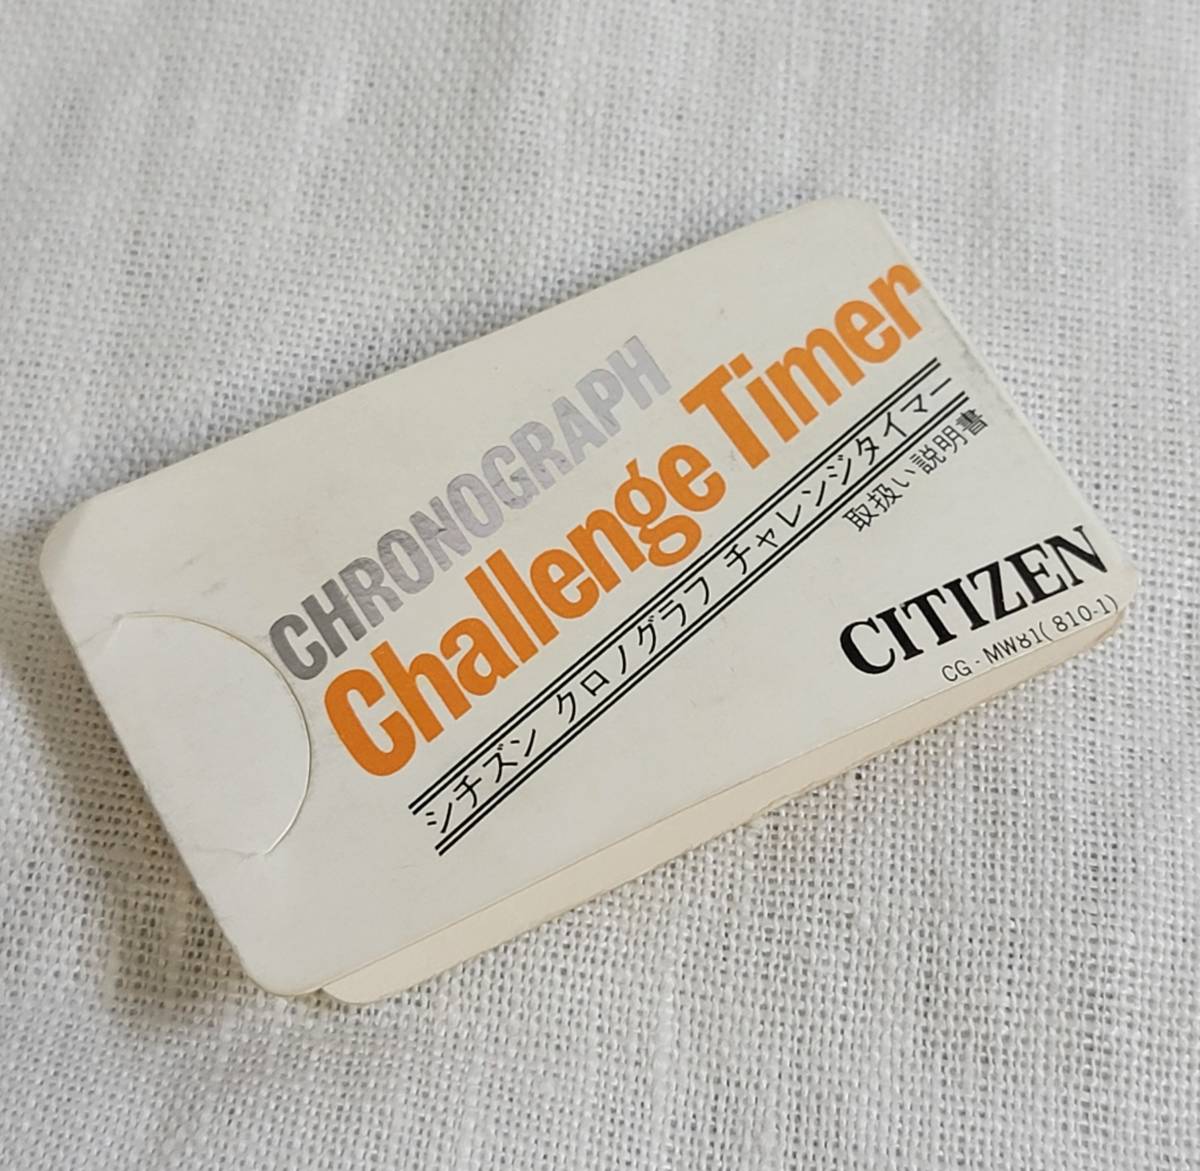 CHRONOGRAPH
Challenge Timer
シチズン クロノグラフ チャレンジタイマー
取扱い説明書
CITIZEN
CG - MW81( 810-1)